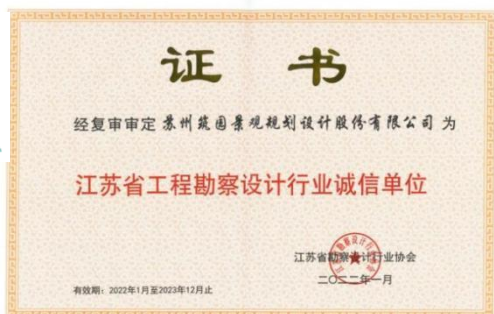 证 书
经复审审定 苏州筑园景观规划设计股份有限公司 为
江苏省工程勘察设计行业诚信单位
江苏省勘察设计行业协会
二〇二二年一月
有效期：2022年1月至2023年12月止